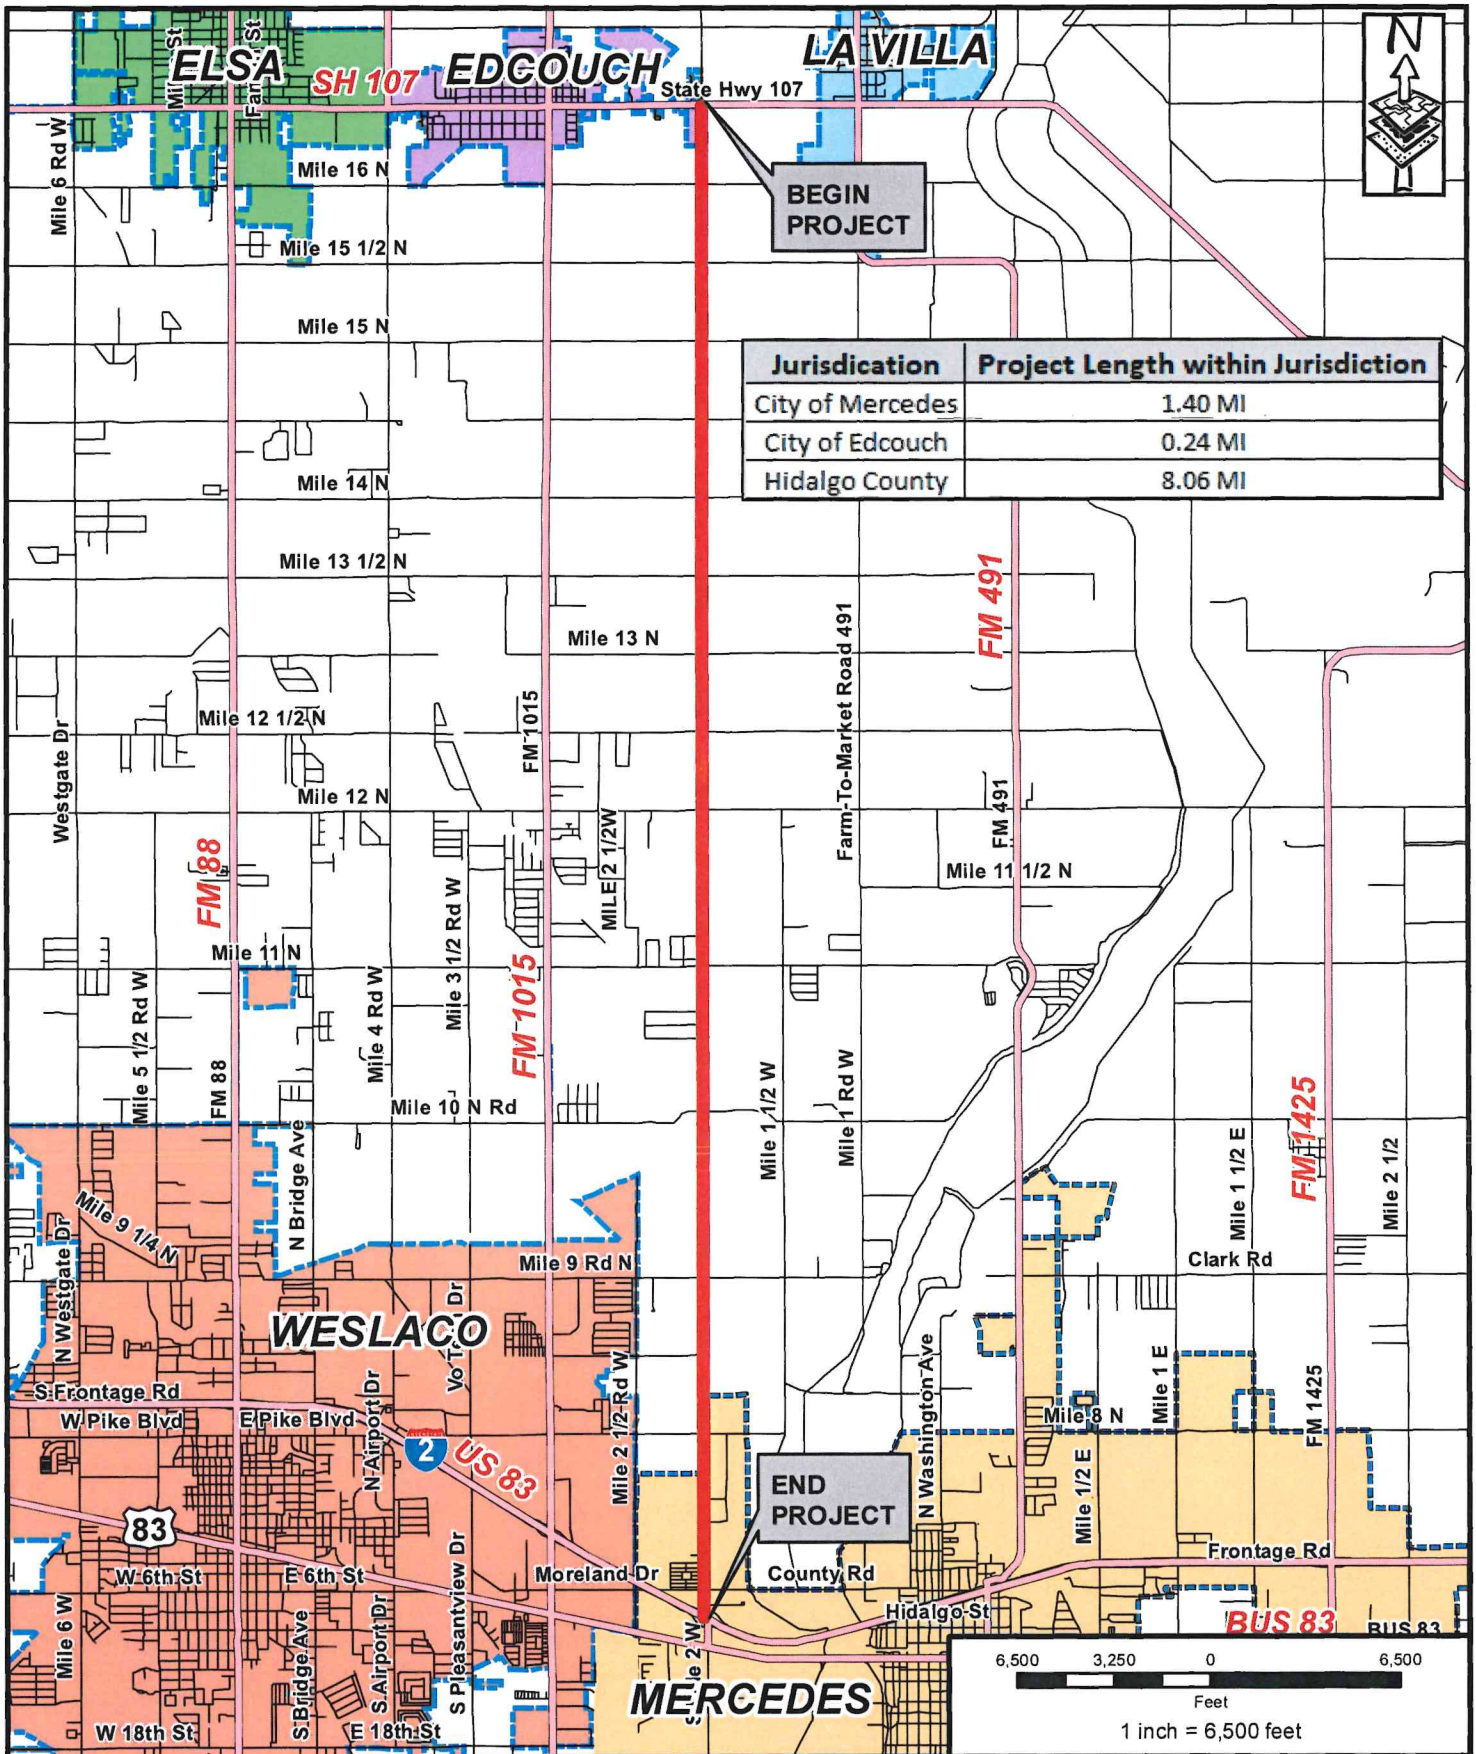 ELSA
SH 107
EDCOUCH
LA VILLA
State Hwy 107
N
Mile 6 Rd W
Mile 16 N
BEGIN
PROJECT
Mile 15 1/2 N
Mile 15 N
Jurisdication Project Length within Jurisdiction
City of Mercedes 1.40 MI
City of Edcouch 0.24 MI
Hidalgo County 8.06 MI
Mile 14 N
Mile 13 1/2 N
FM 491
Mile 13 N
Farm-To-Market Road 491
Mile 12 1/2 N
FM 1015
Westgate Dr
Mile 12 N
FM 491
MILE 2 1/2W
FM 88
Mile 11 1/2 N
Mile 3 1/2 Rd W
Mile 11 N
FM 1015
Mile 5 1/2 Rd W
Mile 4 Rd W
FM 88
Mile 10 N Rd
Mile 1 1/2 W
Mile 1 Rd W
FM 1425
Mile 1 1/2 E
Mile 2 1/2
N Bridge Ave
Mile 9 1/4 N
N Westgate Dr
Mile 9 Rd N
Clark Rd
WESLACO
S Frontage Rd
W Pike Blvd
E Pike Blvd
N Airport Dr
Mile 2 1/2 Rd W
N Washington Ave
Mile 1 E
Mile 8 N
FM 1425
2
US 83
END
PROJECT
Mile 1/2 E
83
W 6th St
E 6th St
Moreland Dr
County Rd
Frontage Rd
Hidalgo St
BUS 83
BUS 83
Mile 6 W
S Bridge Ave
S Airport Dr
S Pleasantview Dr
MERCEDES
W 18th St
E 18th St
6,500 3,250 0 6,500
Feet
1 inch = 6,500 feet